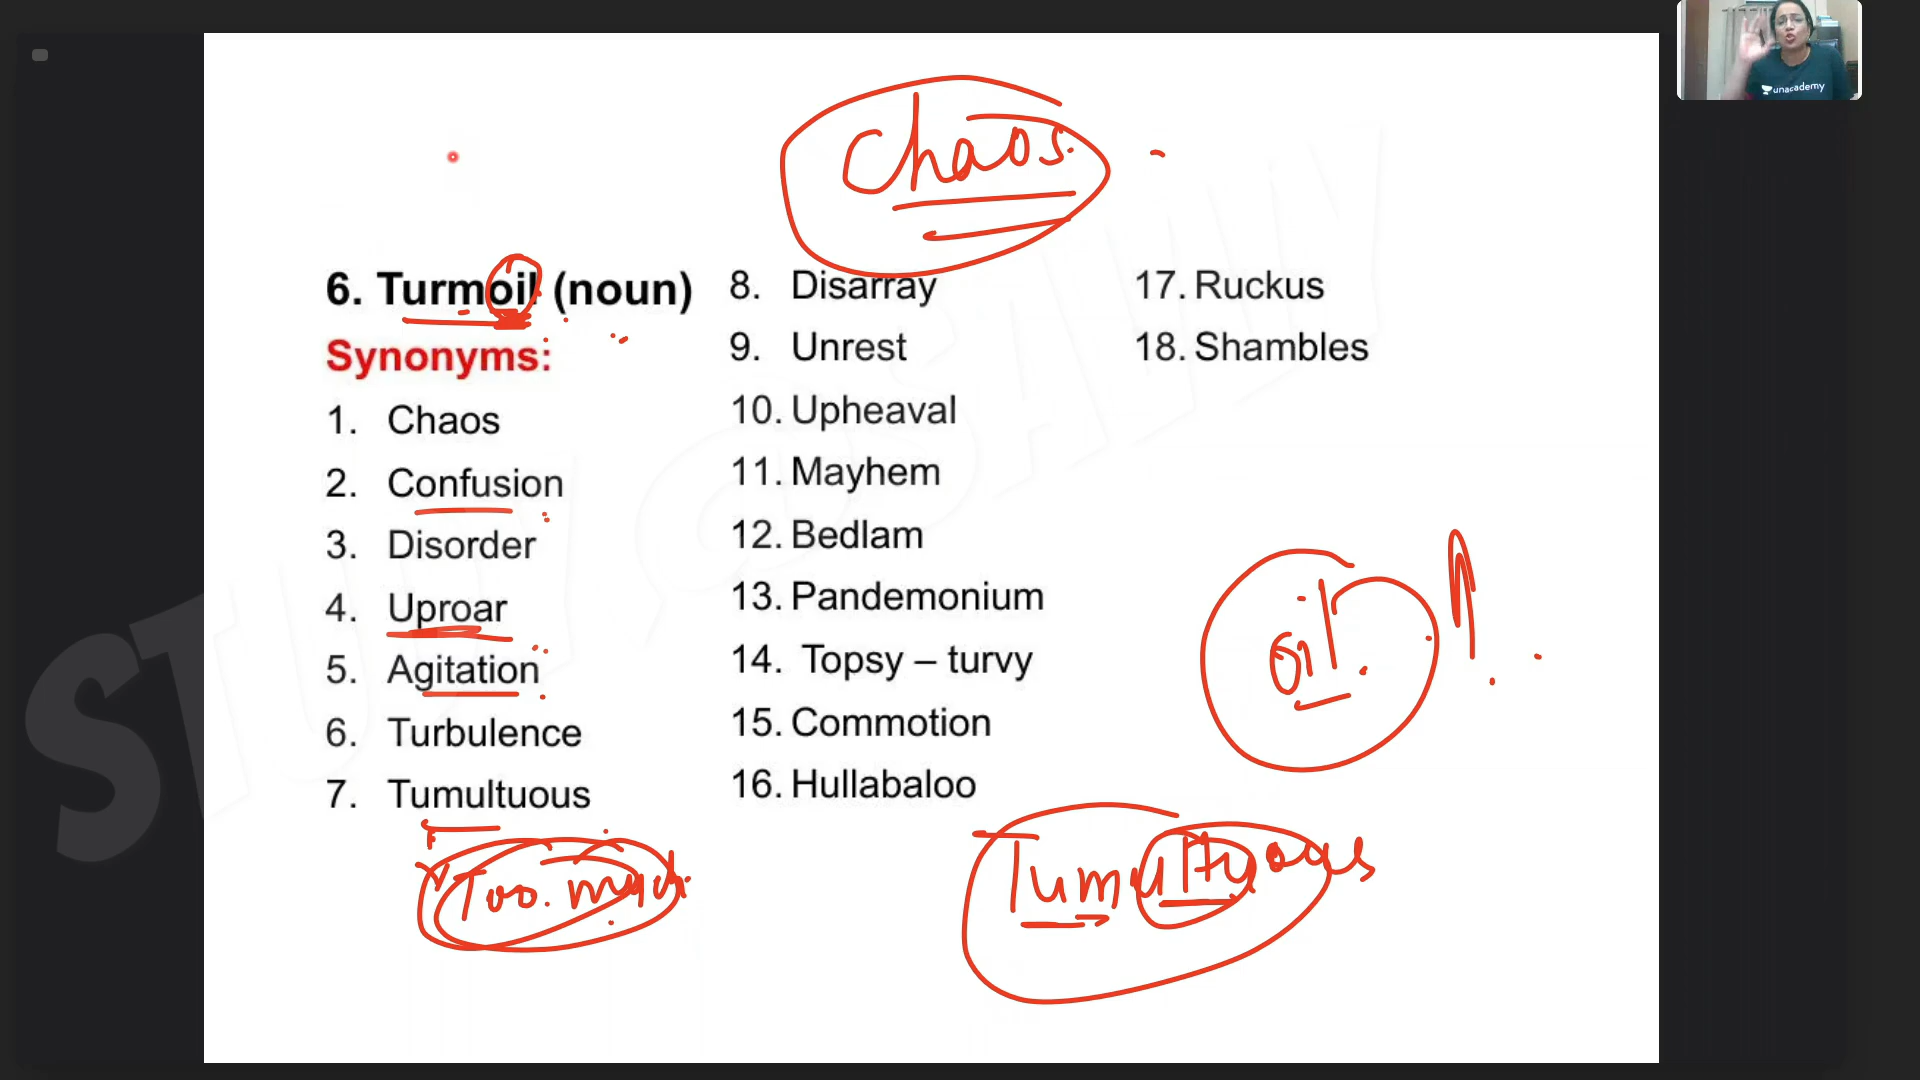 unacademy
chaos.
6. Turmoil (noun)
Synonyms:
1. Chaos
2. Confusion
3. Disorder
4. Uproar
5. Agitation
6. Turbulence
7. Tumultuous
Too. much
8. Disarray
9. Unrest
10. Upheaval
11. Mayhem
12. Bedlam
13. Pandemonium
14. Topsy – turvy
15. Commotion
16. Hullabaloo
Tumultuous
17. Ruckus
18. Shambles
oil